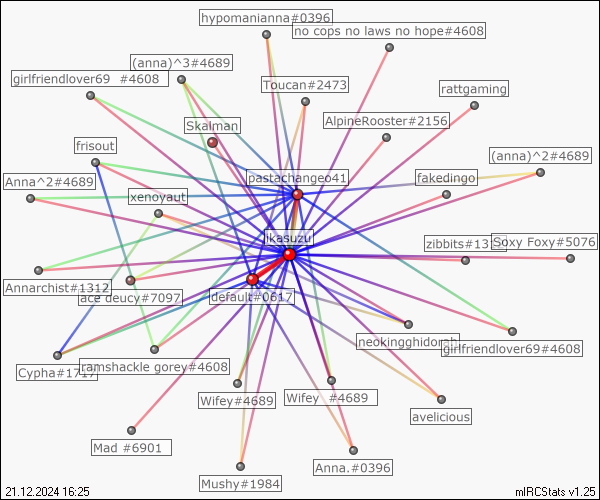 hypomanianna#0396
no cops no laws no hope#4608
(anna)^3#4689
girlfriendlover69 #4608
Toucan#2473
rattgaming
AlpineRooster#2156
Skalman
frisout
(anna)^2#4689
pastachangeo41
fakedingo
Anna^2#4689
xenoyaut
ikasuzu
zibbits#13
Soxy Foxy#5076
Annarchist#1312
ace deucy#7097
default#0617
neokingghidorah
girlfriendlover69#4608
Cypha#1717
ramshackle gorey#4608
Wifey#4689
Wifey #4689
avelicious
Mad #6901
Anna.#0396
Mushy#1984
21.12.2024 16:25
mIRCStats v1.25